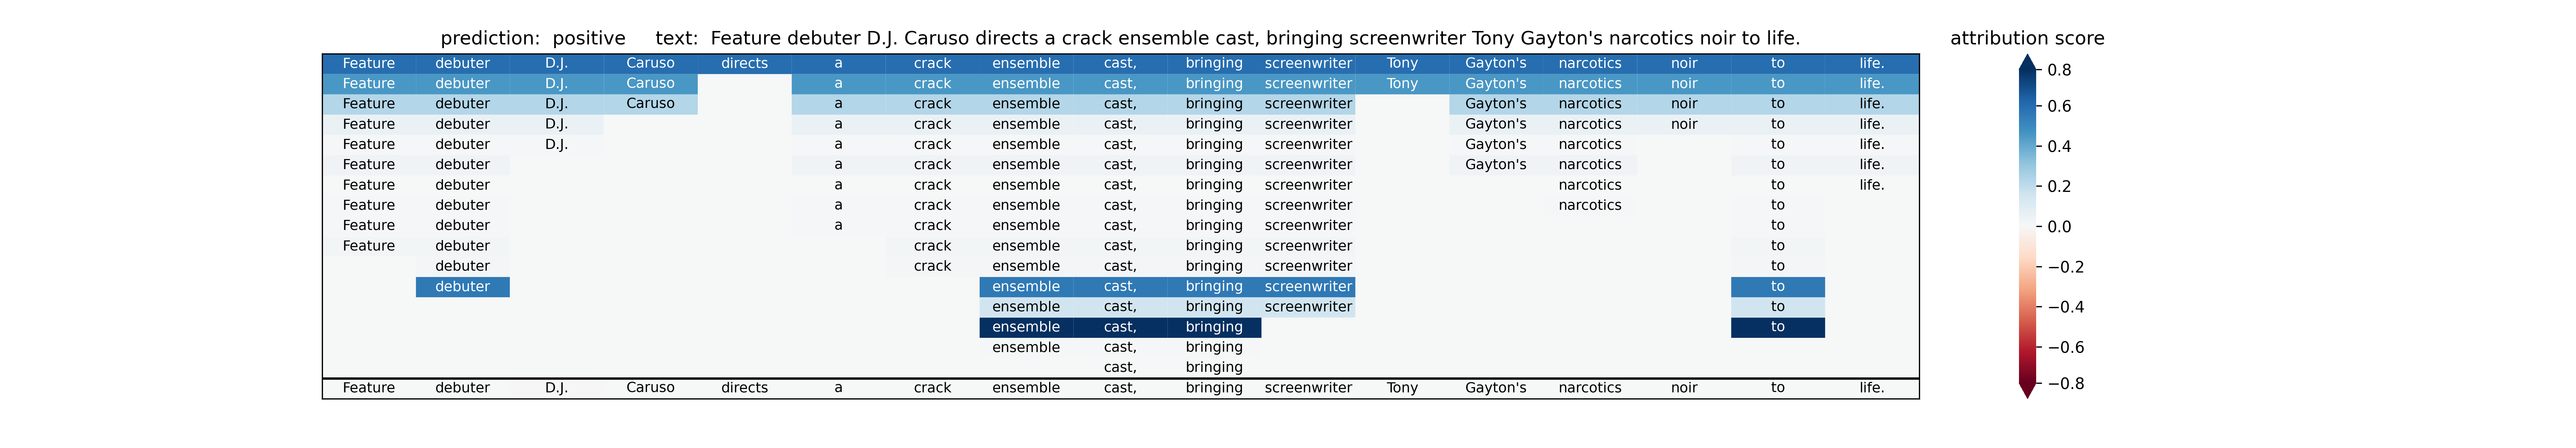 prediction: positive text: Feature debuter D.J. Caruso directs a crack ensemble cast, bringing screenwriter Tony Gayton's narcotics noir to life.
attribution score
Feature debuter D.J. Caruso directs a crack ensemble cast, bringing screenwriter Tony Gayton's narcotics noir to life.
Feature debuter D.J. Caruso a crack ensemble cast, bringing screenwriter Tony Gayton's narcotics noir to life.
Feature debuter D.J. Caruso a crack ensemble cast, bringing screenwriter Gayton's narcotics noir to life.
Feature debuter D.J. a crack ensemble cast, bringing screenwriter Gayton's narcotics noir to life.
Feature debuter D.J. a crack ensemble cast, bringing screenwriter Gayton's narcotics to life.
Feature debuter a crack ensemble cast, bringing screenwriter Gayton's narcotics to life.
Feature debuter a crack ensemble cast, bringing screenwriter narcotics to life.
Feature debuter a crack ensemble cast, bringing screenwriter narcotics to
Feature debuter a crack ensemble cast, bringing screenwriter to
Feature debuter crack ensemble cast, bringing screenwriter to
debuter crack ensemble cast, bringing screenwriter to
debuter ensemble cast, bringing screenwriter to
ensemble cast, bringing screenwriter to
ensemble cast, bringing to
ensemble cast, bringing
cast, bringing
Feature debuter D.J. Caruso directs a crack ensemble cast, bringing screenwriter Tony Gayton's narcotics noir to life.
0.8
0.6
0.4
0.2
0.0
−0.2
−0.4
−0.6
−0.8